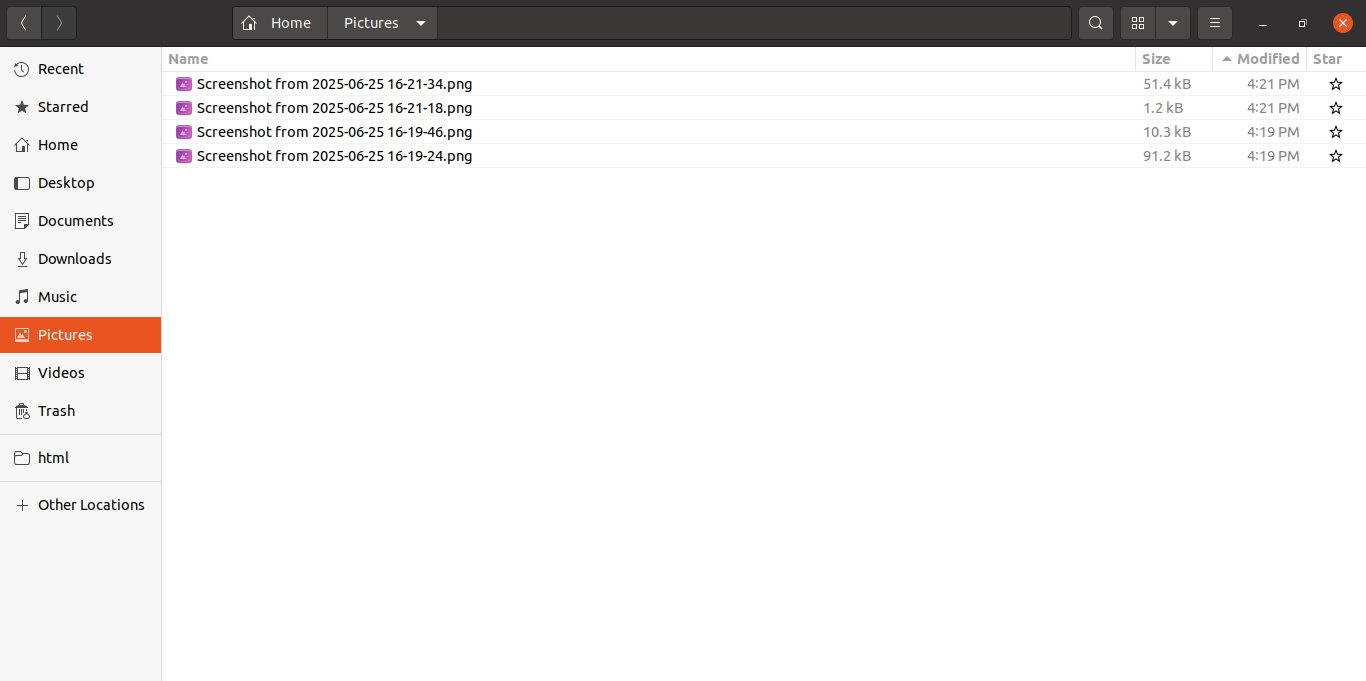 Home Pictures
Name Size Modified Star
Recent
Starred
Home
Desktop
Documents
Downloads
Music
Pictures
Videos
Trash
html
Other Locations
Screenshot from 2025-06-25 16-21-34.png 51.4 kB 4:21 PM
Screenshot from 2025-06-25 16-21-18.png 1.2 kB 4:21 PM
Screenshot from 2025-06-25 16-19-46.png 10.3 kB 4:19 PM
Screenshot from 2025-06-25 16-19-24.png 91.2 kB 4:19 PM